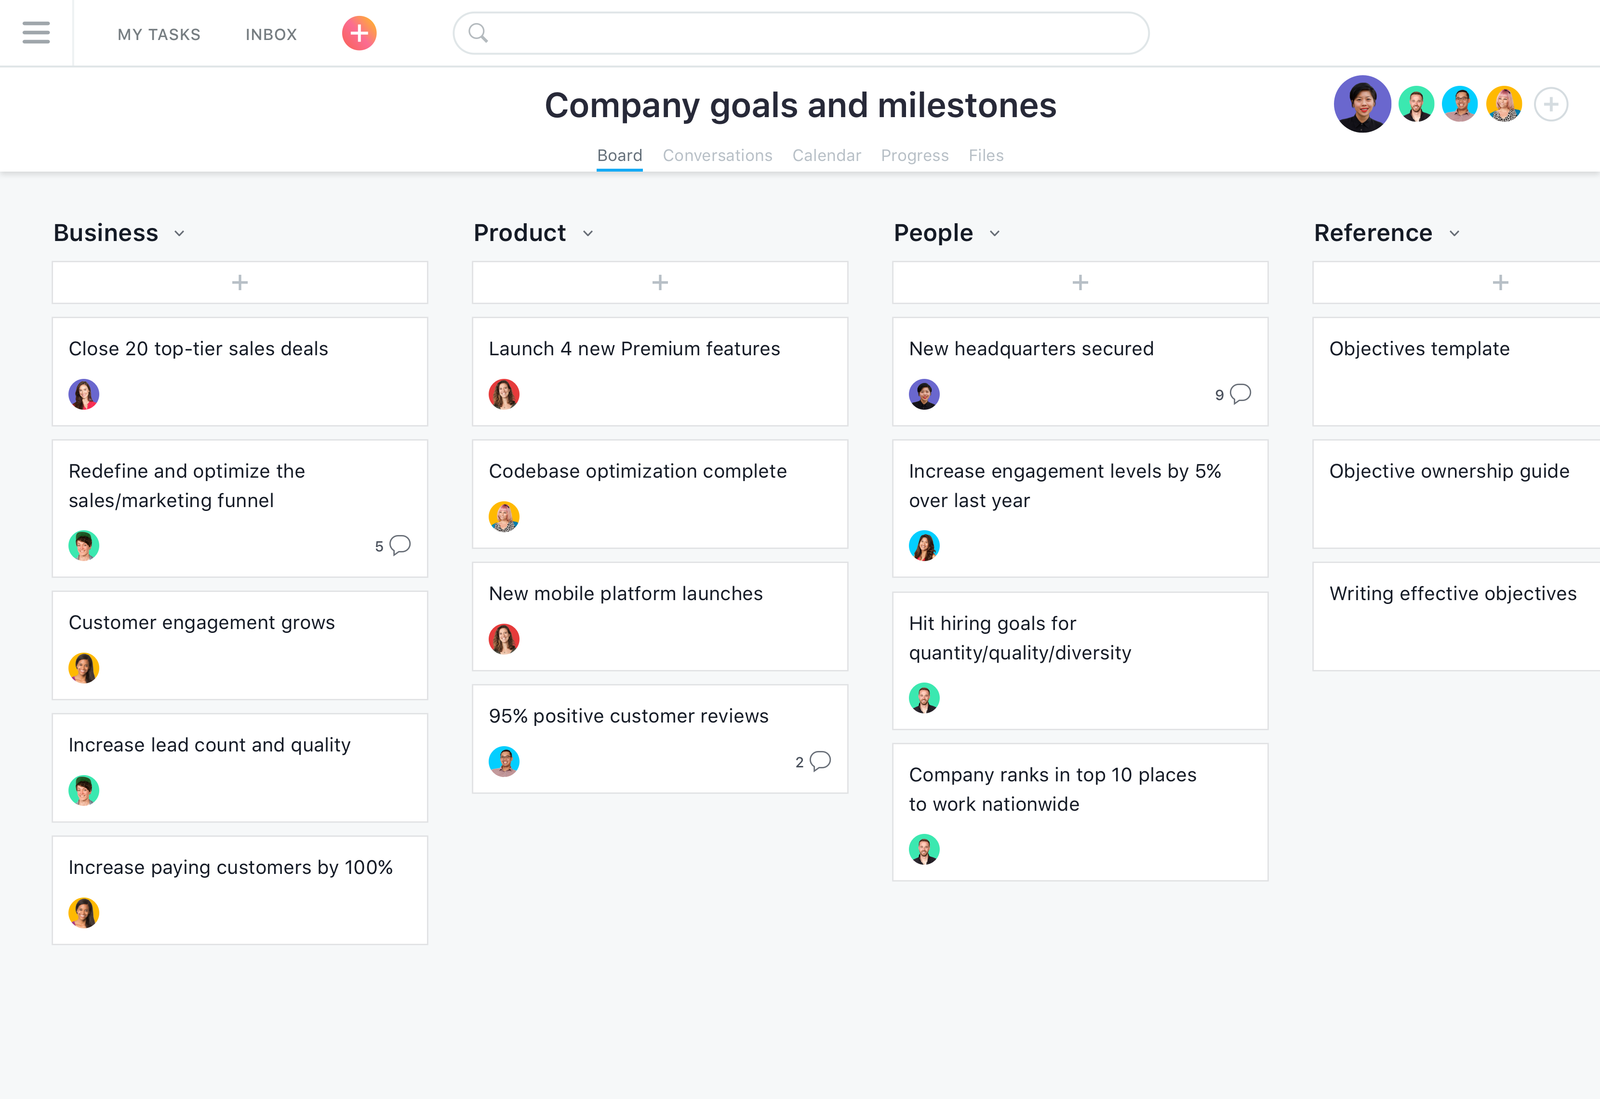 MY TASKS
INBOX
Company goals and milestones
Board
Conversations
Calendar
Progress
Files
Business
Close 20 top-tier sales deals
Redefine and optimize the
sales/marketing funnel
5
Customer engagement grows
Increase lead count and quality
Increase paying customers by 100%
Product
Launch 4 new Premium features
Codebase optimization complete
New mobile platform launches
95% positive customer reviews
2
People
New headquarters secured
9
Increase engagement levels by 5%
over last year
Hit hiring goals for
quantity/quality/diversity
Company ranks in top 10 places
to work nationwide
Reference
Objectives template
Objective ownership guide
Writing effective objectives